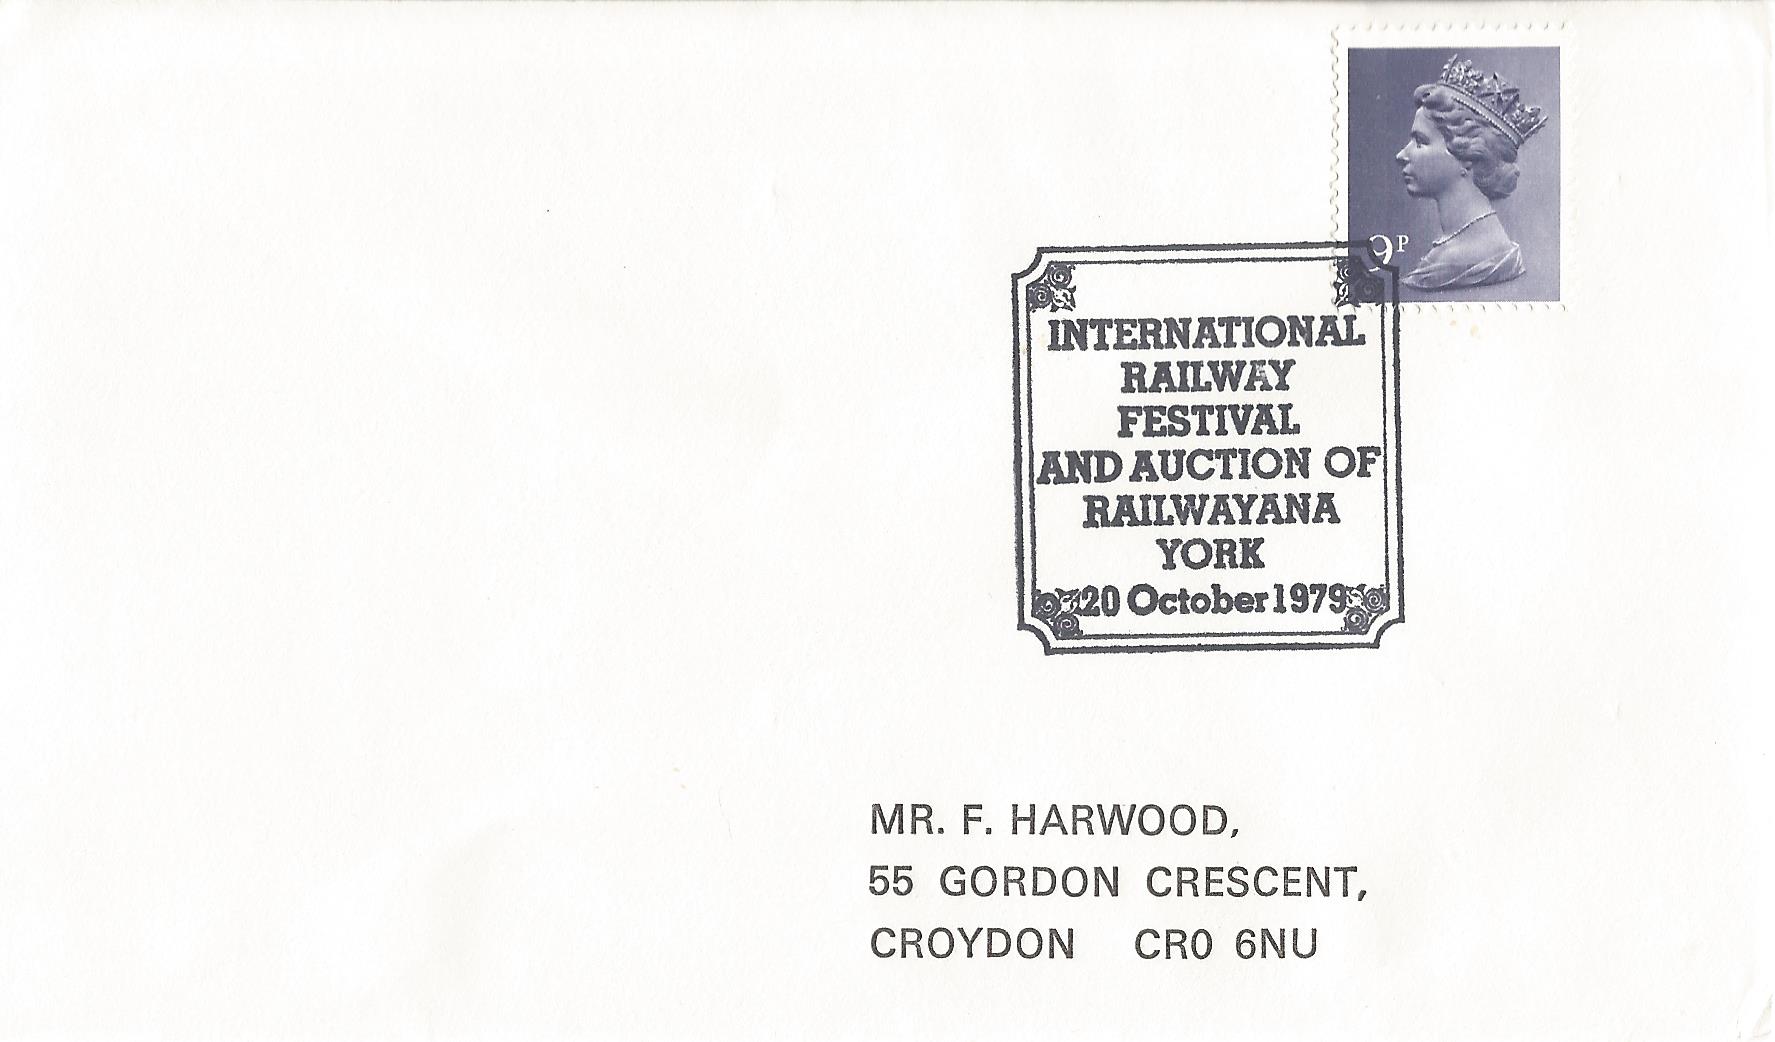 9P
INTERNATIONAL
RAILWAY
FESTIVAL
AND AUCTION OF
RAILWAYANA
YORK
20 October 1979
MR. F. HARWOOD,
55 GORDON CRESCENT,
CROYDON CR0 6NU